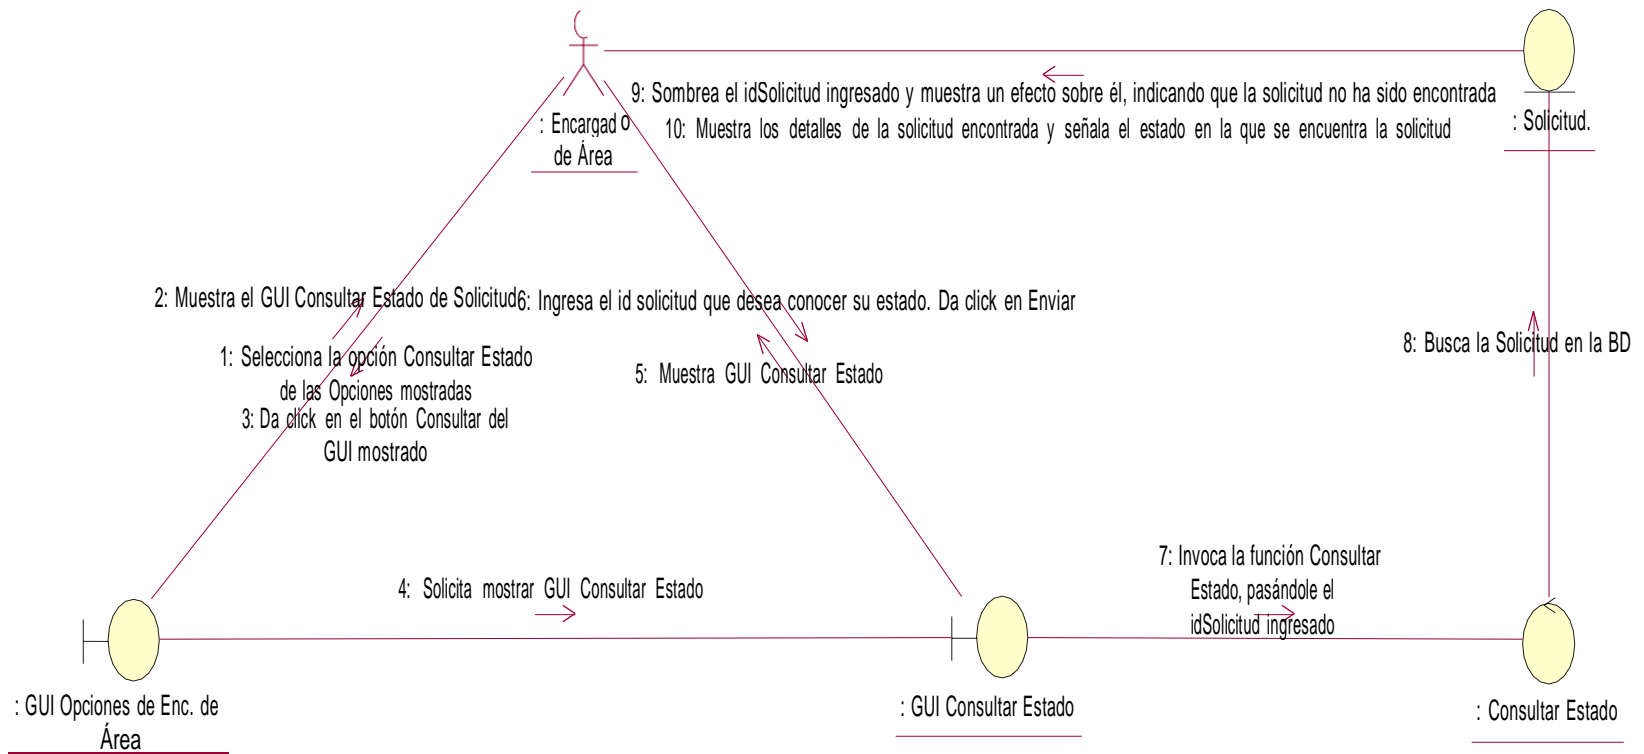 9: Sombrea el idSolicitud ingresado y muestra un efecto sobre él, indicando que la solicitud no ha sido encontrada
10: Muestra los detalles de la solicitud encontrada y señala el estado en la que se encuentra la solicitud
: Encargado
de Área
: Solicitud.
2: Muestra el GUI Consultar Estado de Solicitud
6: Ingresa el id solicitud que desea conocer su estado. Da click en Enviar
1: Selecciona la opción Consultar Estado
de las Opciones mostradas
3: Da click en el botón Consultar del
GUI mostrado
5: Muestra GUI Consultar Estado
8: Busca la Solicitud en la BD
4: Solicita mostrar GUI Consultar Estado
7: Invoca la función Consultar
Estado, pasándole el
idSolicitud ingresado
: GUI Opciones de Enc. de
Área
: GUI Consultar Estado
: Consultar Estado